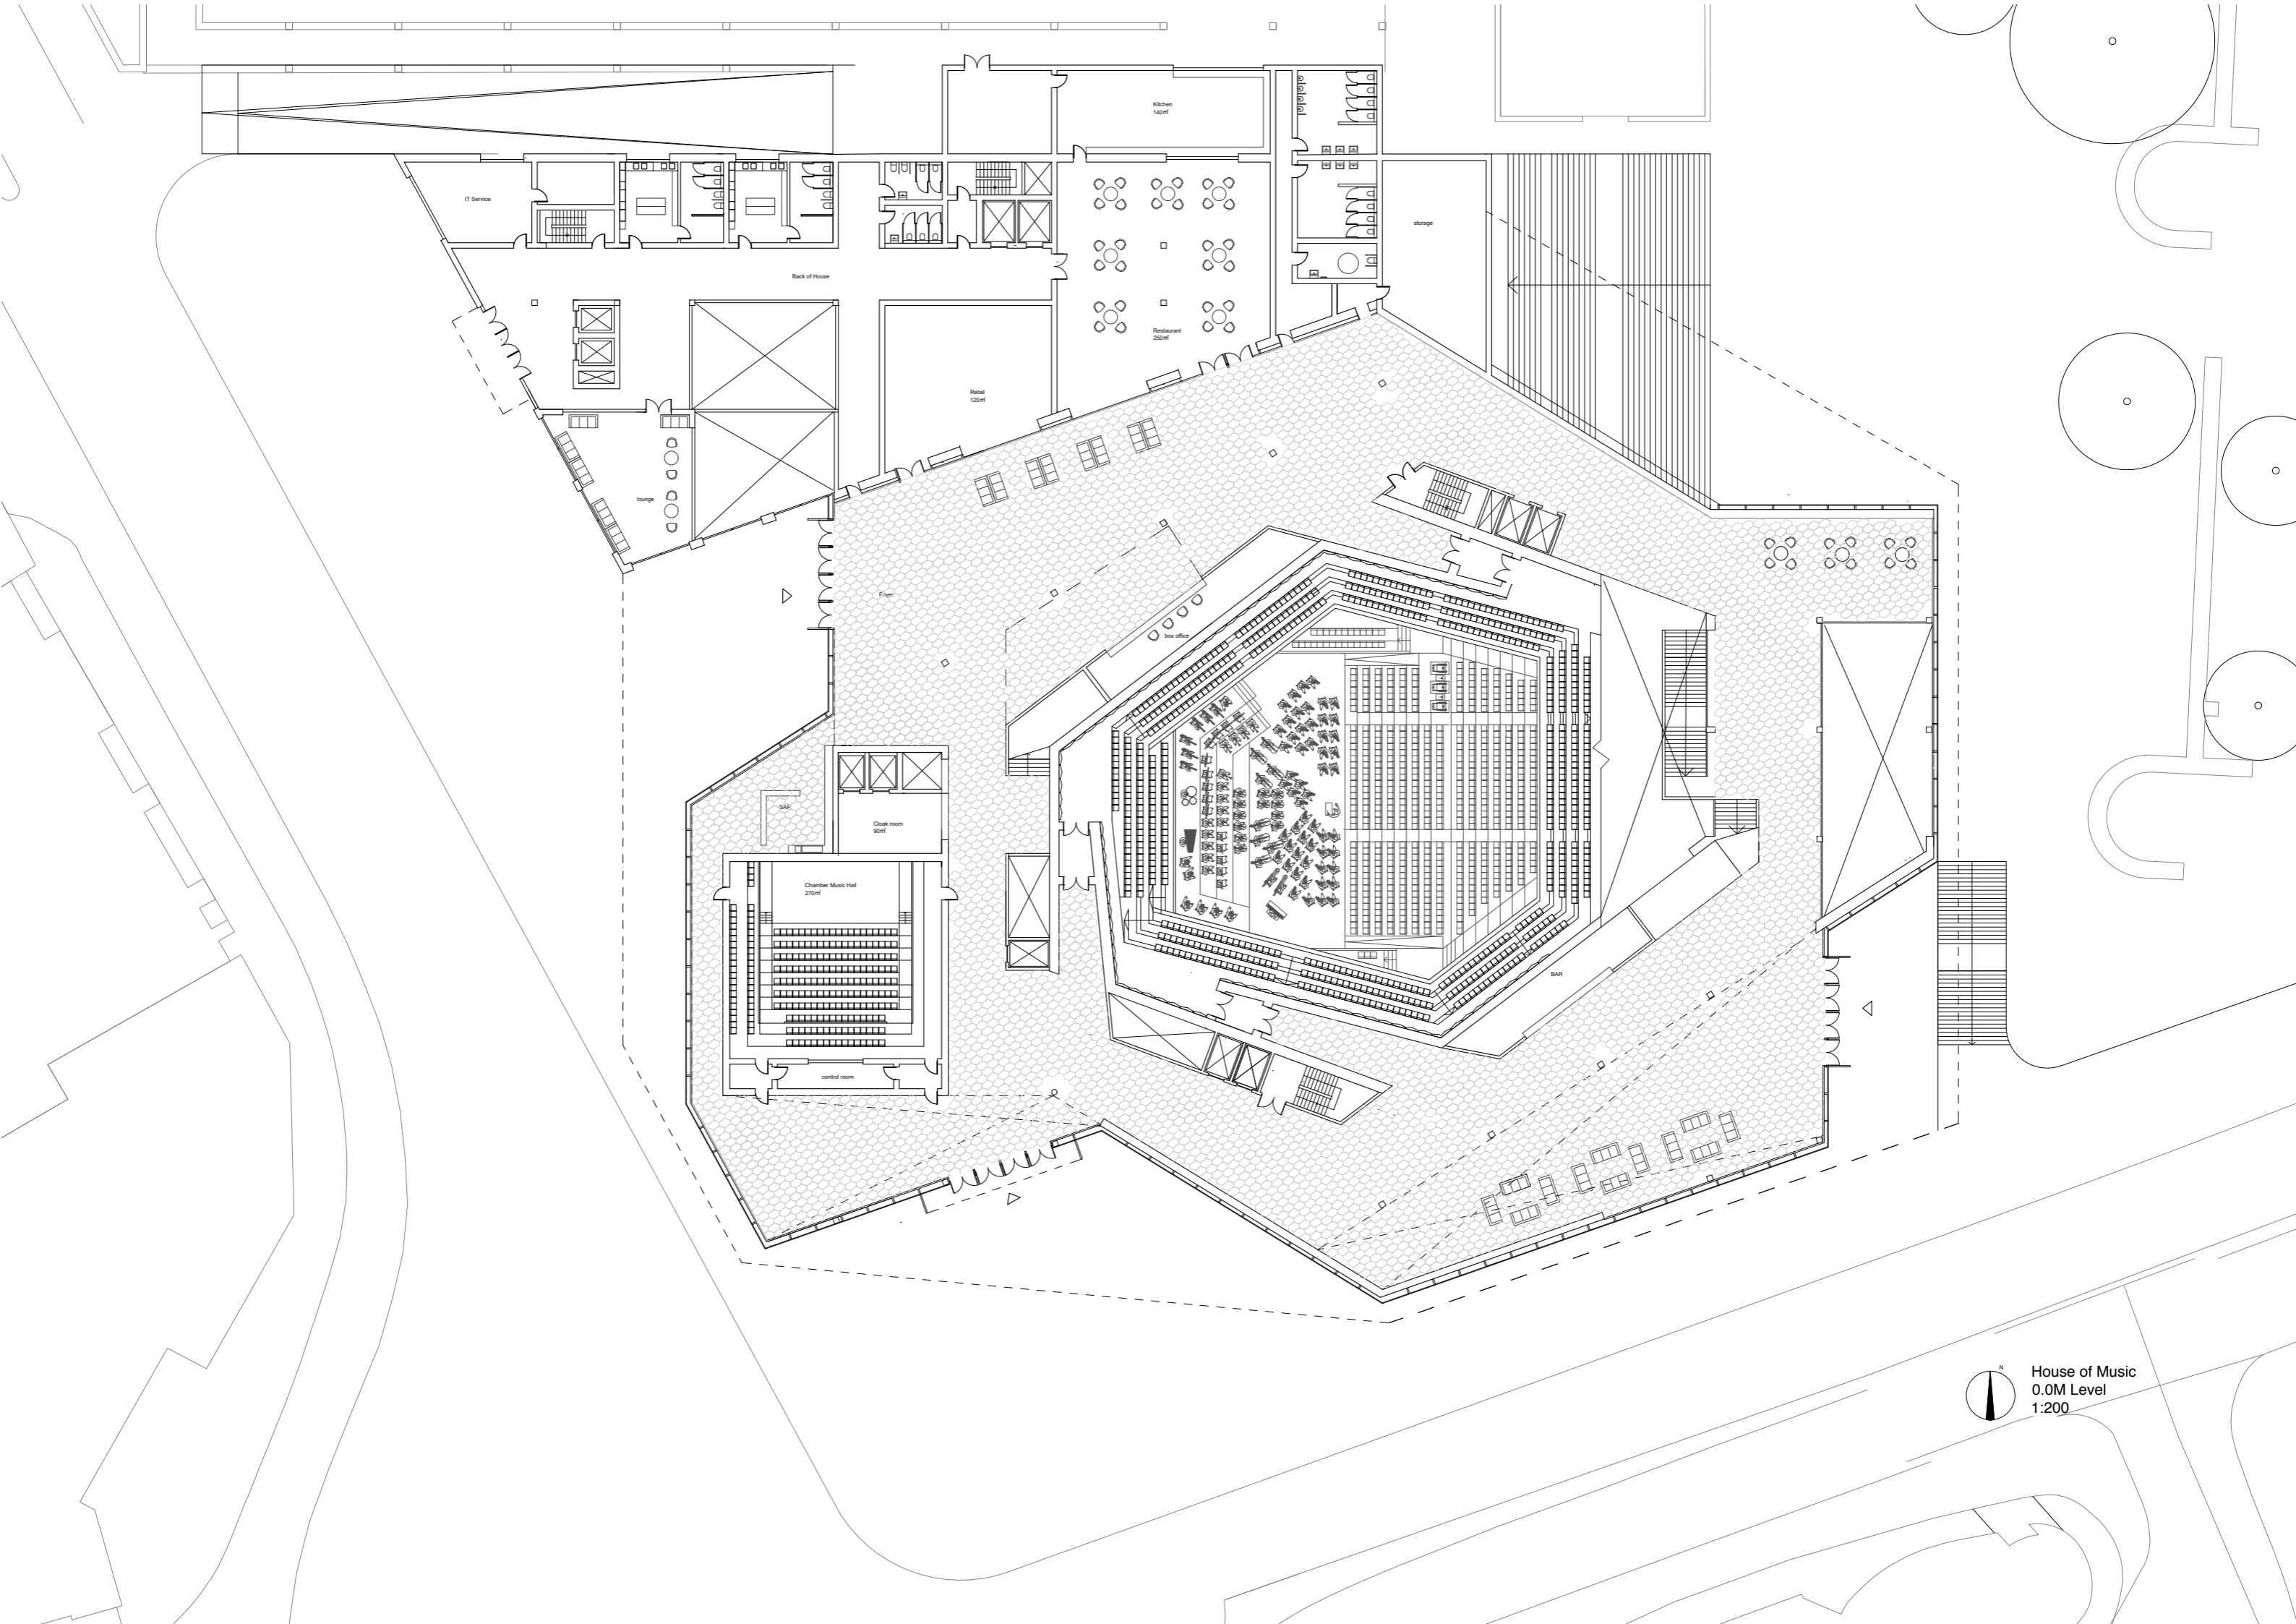 Kitchen
140㎡
IT Service
storage
Back of House
Restaurant
250㎡
Retail
120㎡
lounge
Foyer
box office
BAR
Cloak room
90㎡
Chamber Music Hall
270㎡
BAR
control room
N
House of Music
0.0M Level
1:200